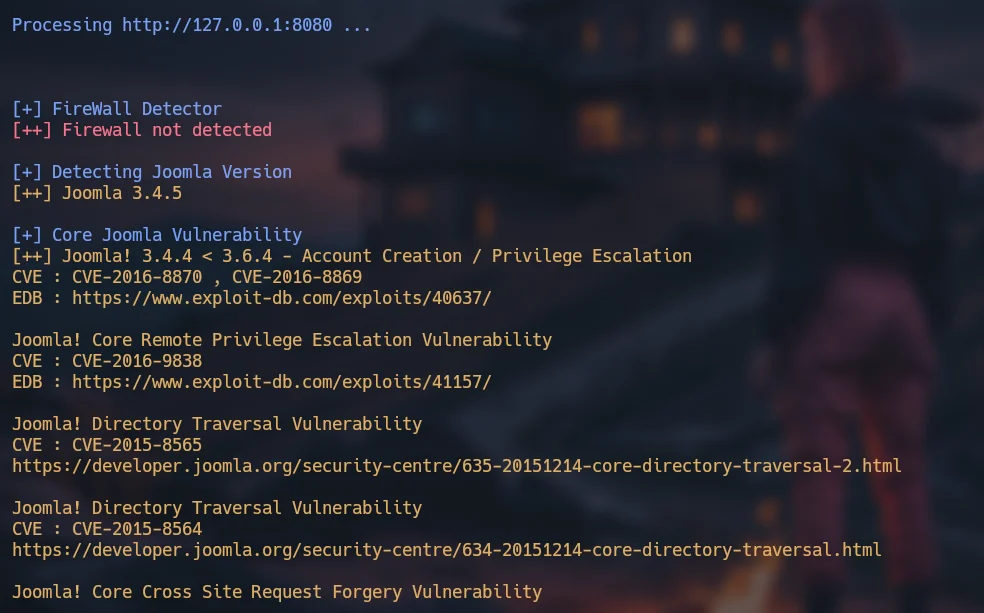 Processing http://127.0.0.1:8080 ...
[+] FireWall Detector
[++] Firewall not detected
[+] Detecting Joomla Version
[++] Joomla 3.4.5
[+] Core Joomla Vulnerability
[++] Joomla! 3.4.4 < 3.6.4 - Account Creation / Privilege Escalation
CVE : CVE-2016-8870 , CVE-2016-8869
EDB : https://www.exploit-db.com/exploits/40637/
Joomla! Core Remote Privilege Escalation Vulnerability
CVE : CVE-2016-9838
EDB : https://www.exploit-db.com/exploits/41157/
Joomla! Directory Traversal Vulnerability
CVE : CVE-2015-8565
https://developer.joomla.org/security-centre/635-20151214-core-directory-traversal-2.html
Joomla! Directory Traversal Vulnerability
CVE : CVE-2015-8564
https://developer.joomla.org/security-centre/634-20151214-core-directory-traversal.html
Joomla! Core Cross Site Request Forgery Vulnerability